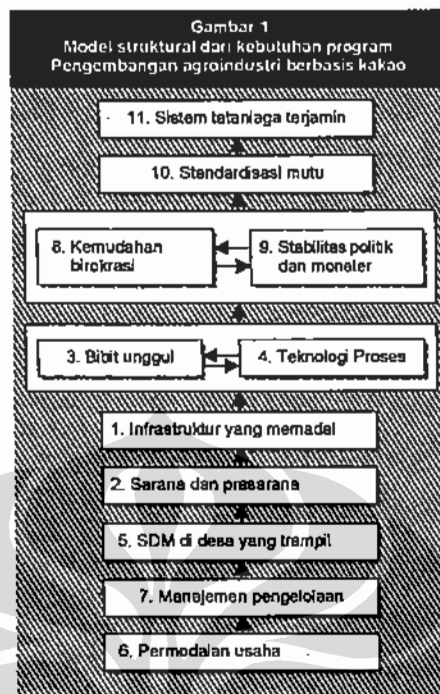 Gambar 1
Model struktural dari kebutuhan program
Pengembangan agroindustri berbasis kakao
11. Sistem tataniaga terjamin
10. Standardisasi mutu
8. Kemudahan
birokrasi
9. Stabilitas politik
dan moneter
3. Bibit unggul
4. Teknologi Proses
1. Infrastruktur yang memadai
2. Sarana dan prasarana
5. SDM di desa yang trampil
7. Manajemen pengelolaan
6. Permodalan usaha